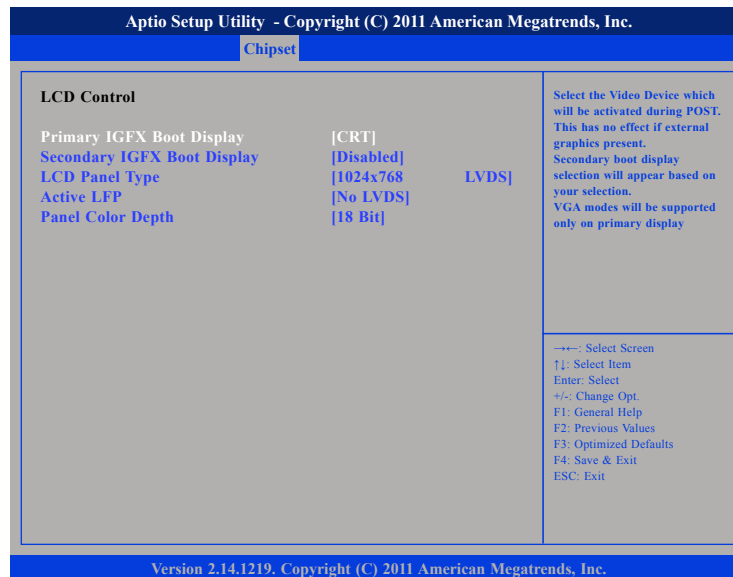 Aptio Setup Utility - Copyright (C) 2011 American Megatrends, Inc.
Chipset
LCD Control
Primary IGFX Boot Display [CRT]
Secondary IGFX Boot Display [Disabled]
LCD Panel Type [1024x768 LVDS]
Active LFP [No LVDS]
Panel Color Depth [18 Bit]
Select the Video Device which
will be activated during POST.
This has no effect if external
graphics present.
Secondary boot display
selection will appear based on
your selection.
VGA modes will be supported
only on primary display
→←: Select Screen
↑↓: Select Item
Enter: Select
+/-: Change Opt.
F1: General Help
F2: Previous Values
F3: Optimized Defaults
F4: Save & Exit
ESC: Exit
Version 2.14.1219. Copyright (C) 2011 American Megatrends, Inc.